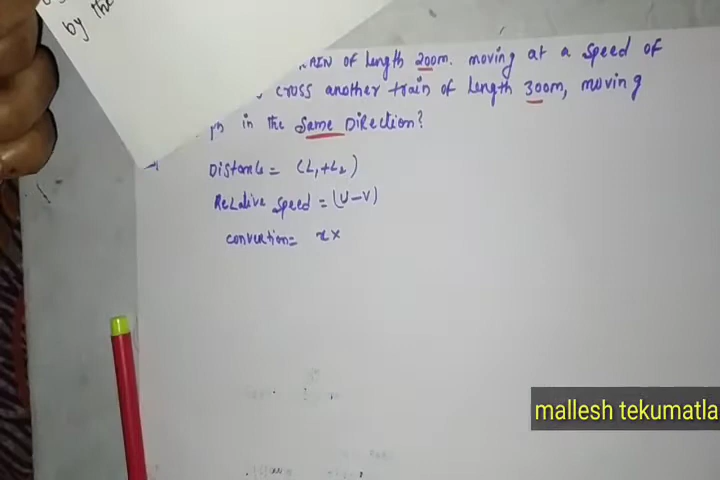 by the
RAIN of Length 200m. moving at a speed of
cross another train of Length 300m, moving
in the Same Direction?
Distance = (L1+L2)
Relative speed = (U-V)
convertion= x×
mallesh tekumatla